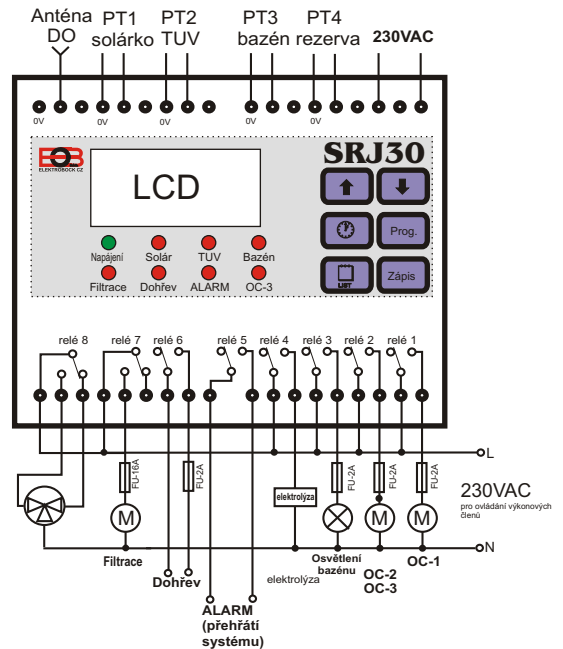 Anténa PT1 PT2 PT3 PT4
DO solárko TUV bazén rezerva 230VAC
0V 0V 0V 0V
EOB
ELEKTROBOCK CZ
SRJ30
LCD
Prog.
Napájení Solár TUV Bazén
LIST
Zápis
Filtrace Dohřev ALARM OC-3
relé 8 relé 7 relé 6 relé 5 relé 4 relé 3 relé 2 relé 1
L
FU-16A FU-2A FU-2A FU-2A FU-2A
230VAC
pro ovládání výkonových
členů
elektrolýza
M M M
N
Filtrace
Dohřev
elektrolýza
Osvětlení
bazénu
OC-2
OC-3
OC-1
ALARM
(přehřátí
systému)